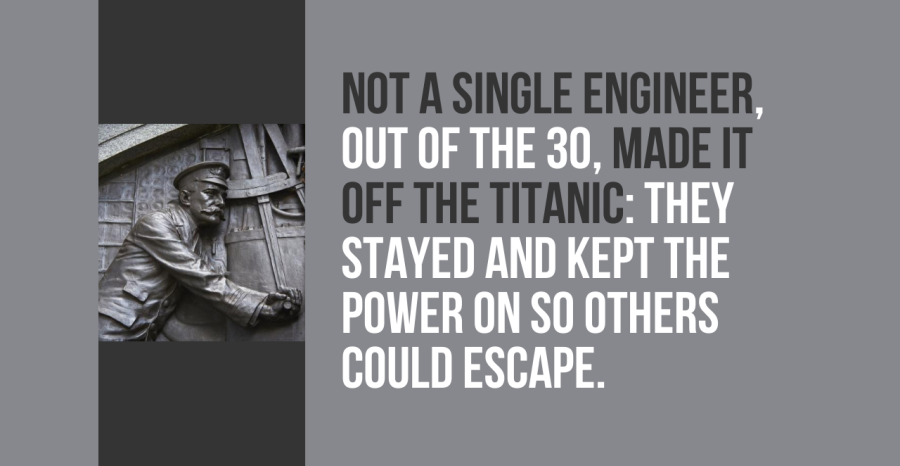 NOT A SINGLE ENGINEER,
OUT OF THE 30, MADE IT
OFF THE TITANIC: THEY
STAYED AND KEPT THE
POWER ON SO OTHERS
COULD ESCAPE.